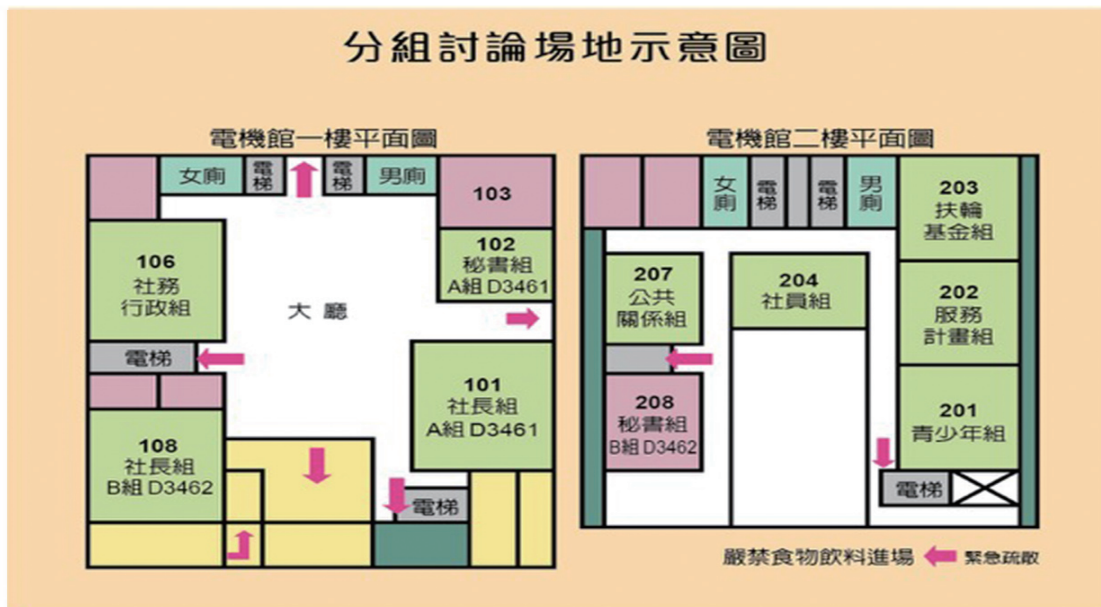 分組討論場地示意圖
電機館一樓平面圖
女廁
電梯
電梯
男廁
103
102
秘書組
A組 D3461
106
社務
行政組
大廳
電梯
101
社長組
A組 D3461
108
社長組
B組 D3462
電梯
電機館二樓平面圖
女廁
電梯
電梯
男廁
203
扶輪
基金組
207
公共
關係組
204
社員組
202
服務
計畫組
208
秘書組
B組 D3462
201
青少年組
電梯
嚴禁食物飲料進場
緊急疏散